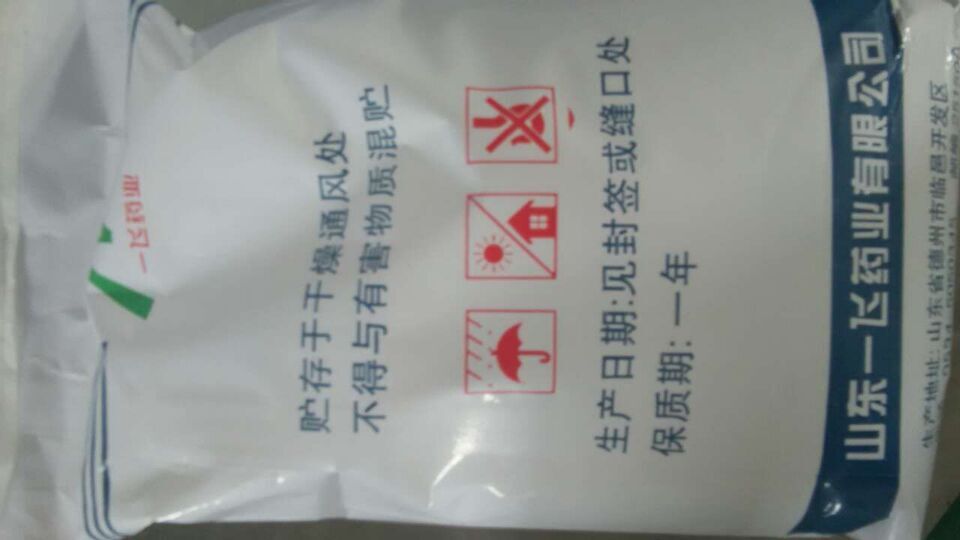 一飞药业
贮存于干燥通风处
不得与有害物质混贮
生产日期:见封签或缝口处
保质期: 一年
山东一飞药业有限公司
生产地址: 山东省德州市临邑开发区